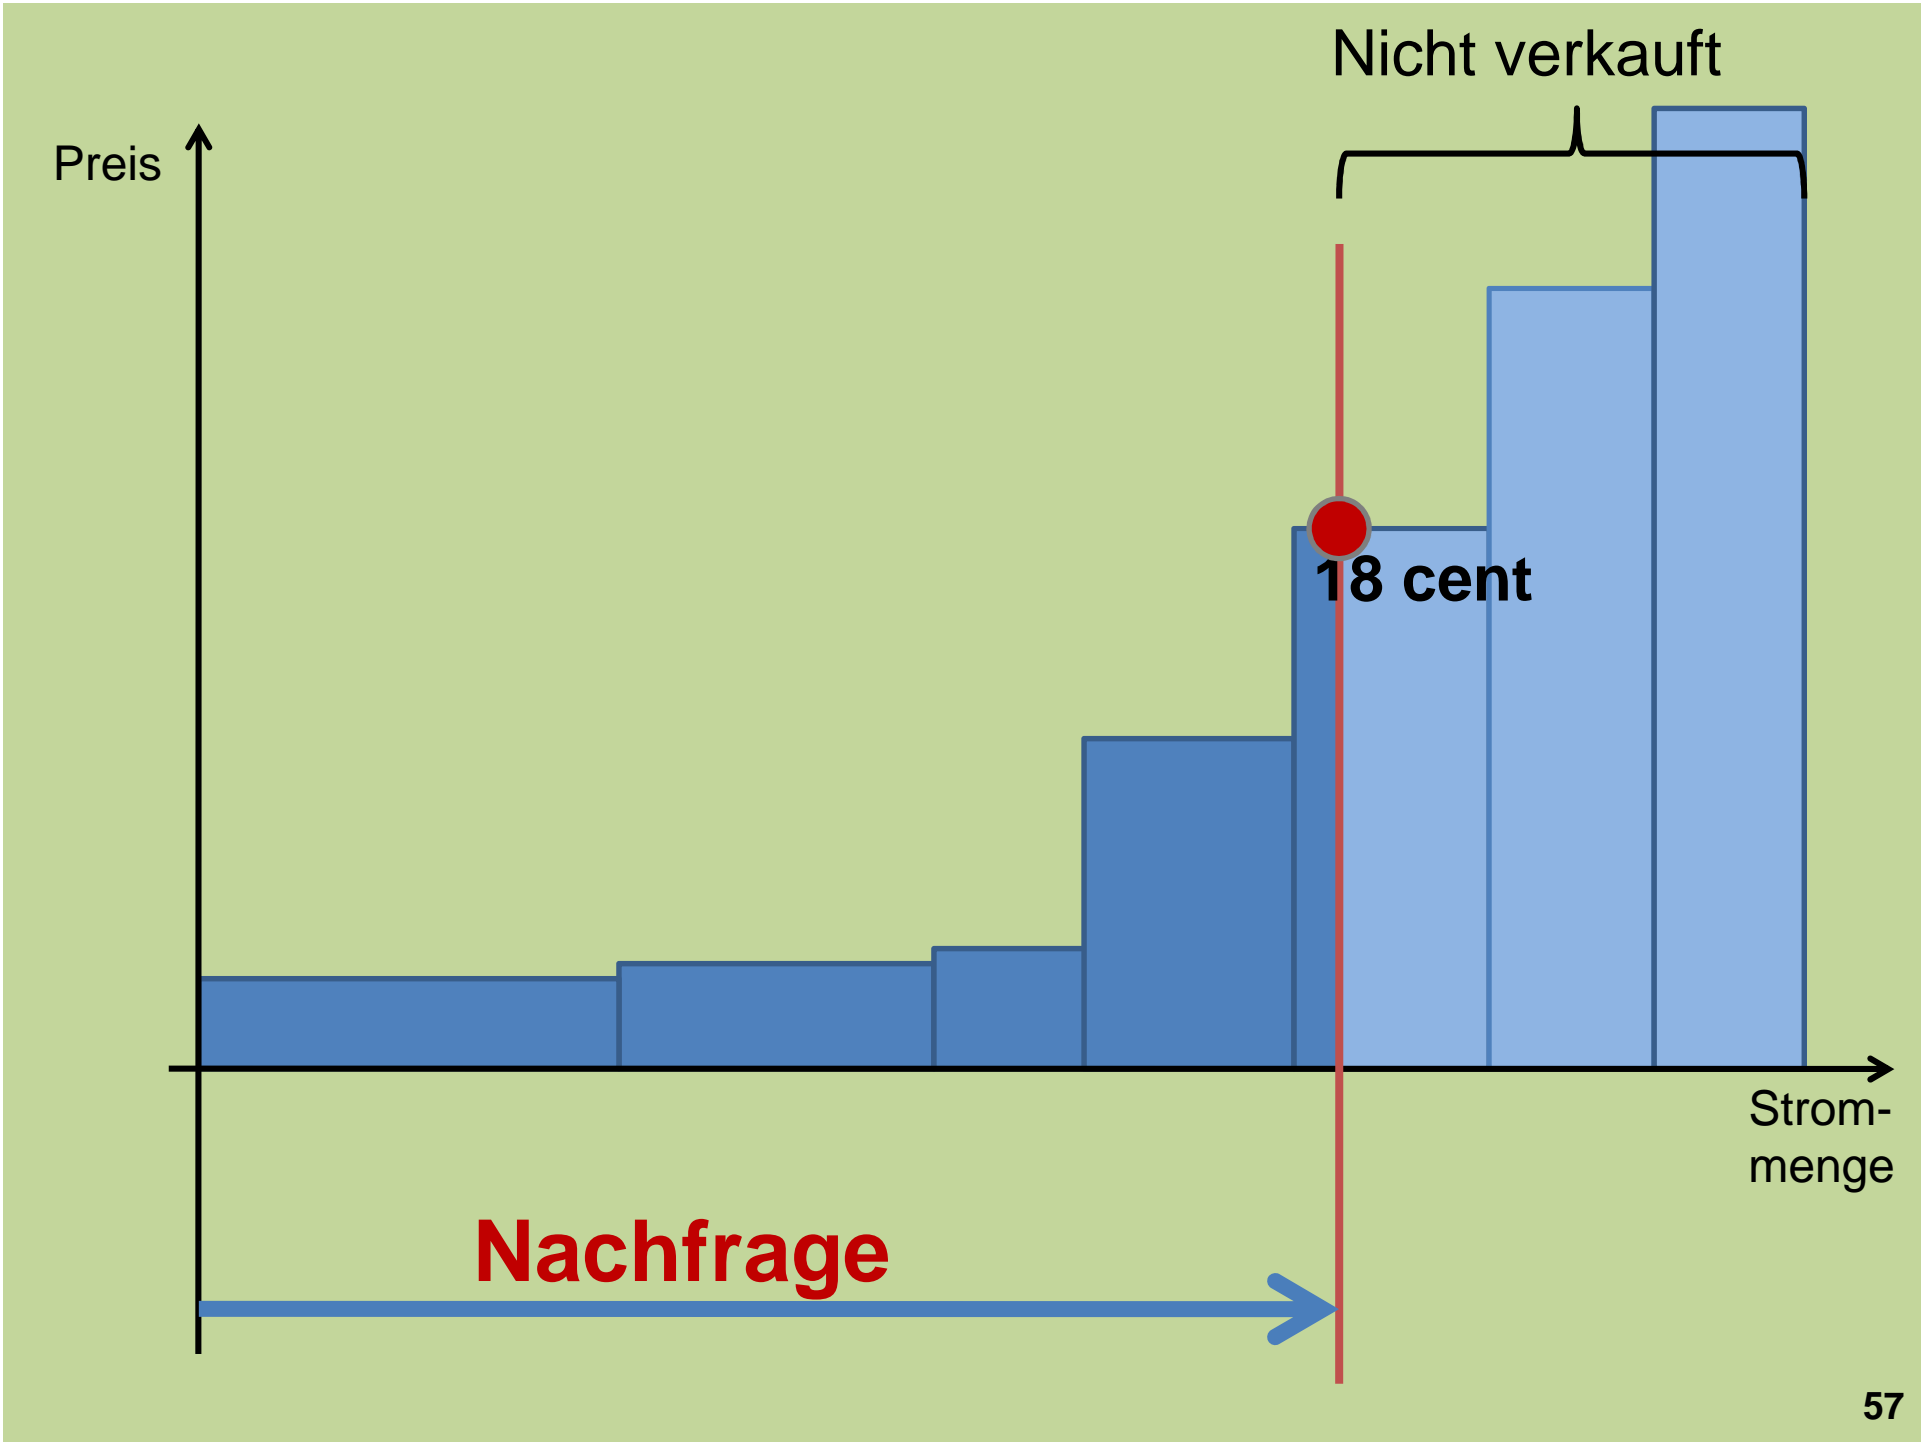 Nicht verkauft
Preis
18 cent
Strom-
menge
Nachfrage
57